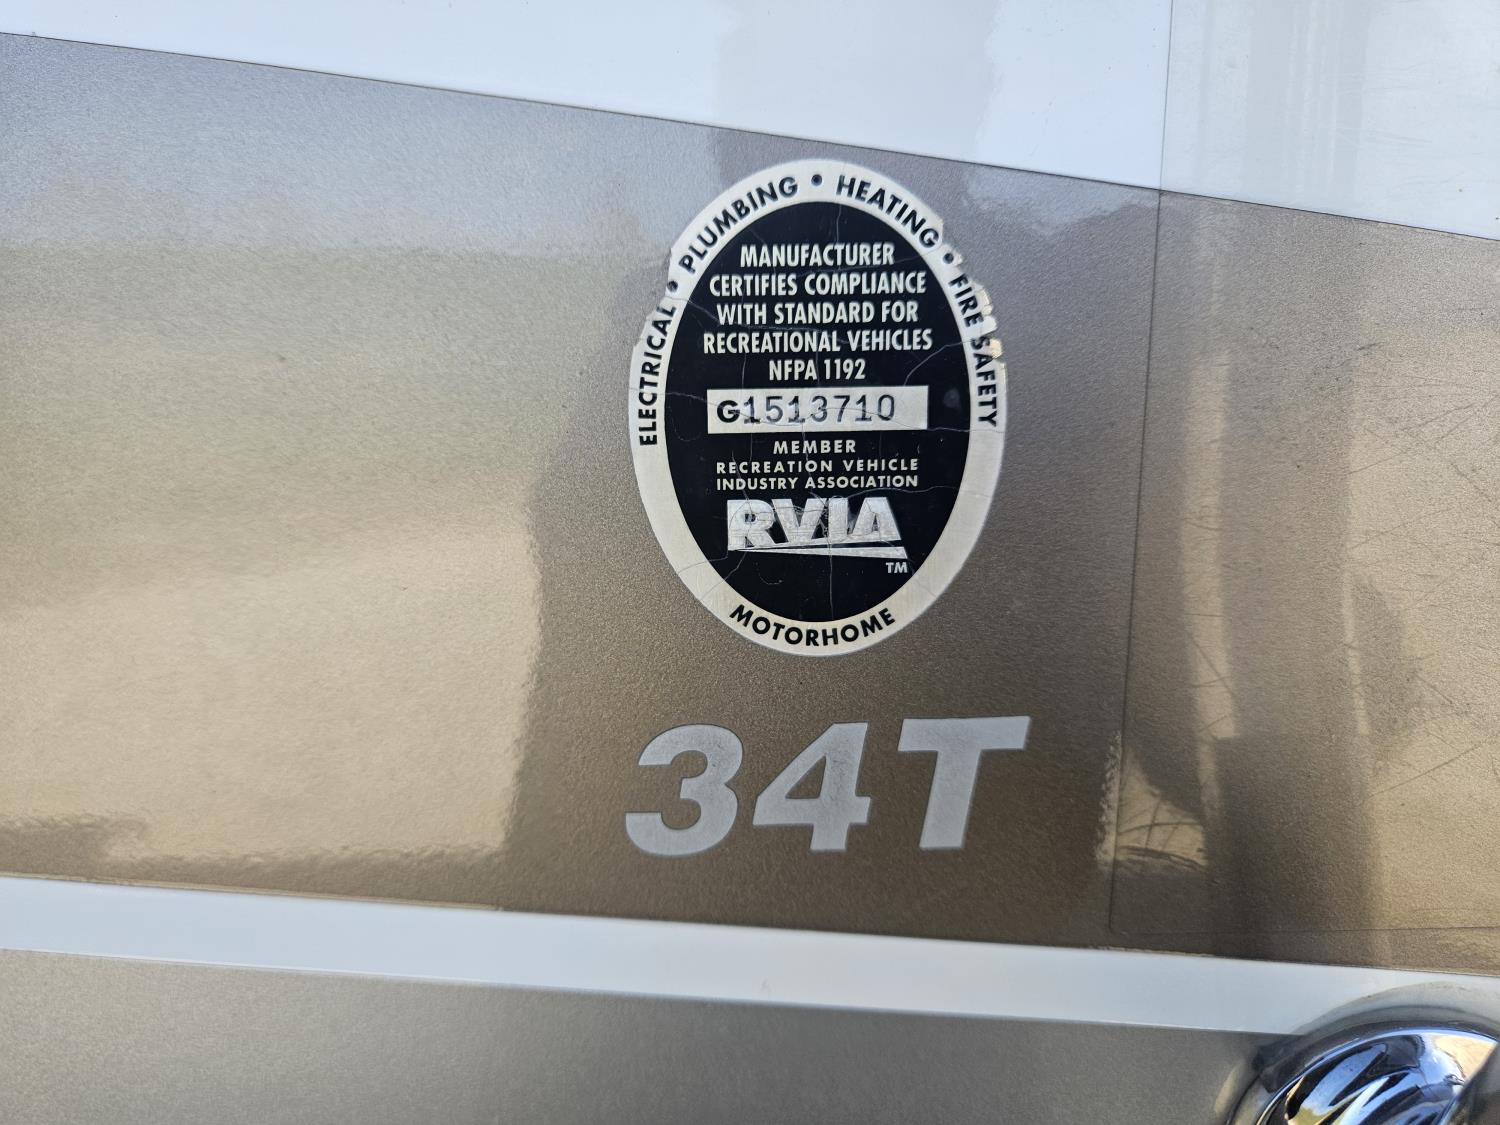 ELECTRICAL • PLUMBING • HEATING • FIRE SAFETY
MANUFACTURER
CERTIFIES COMPLIANCE
WITH STANDARD FOR
RECREATIONAL VEHICLES
NFPA 1192
G1513710
MEMBER
RECREATION VEHICLE
INDUSTRY ASSOCIATION
RVIA
TM
MOTORHOME
34T